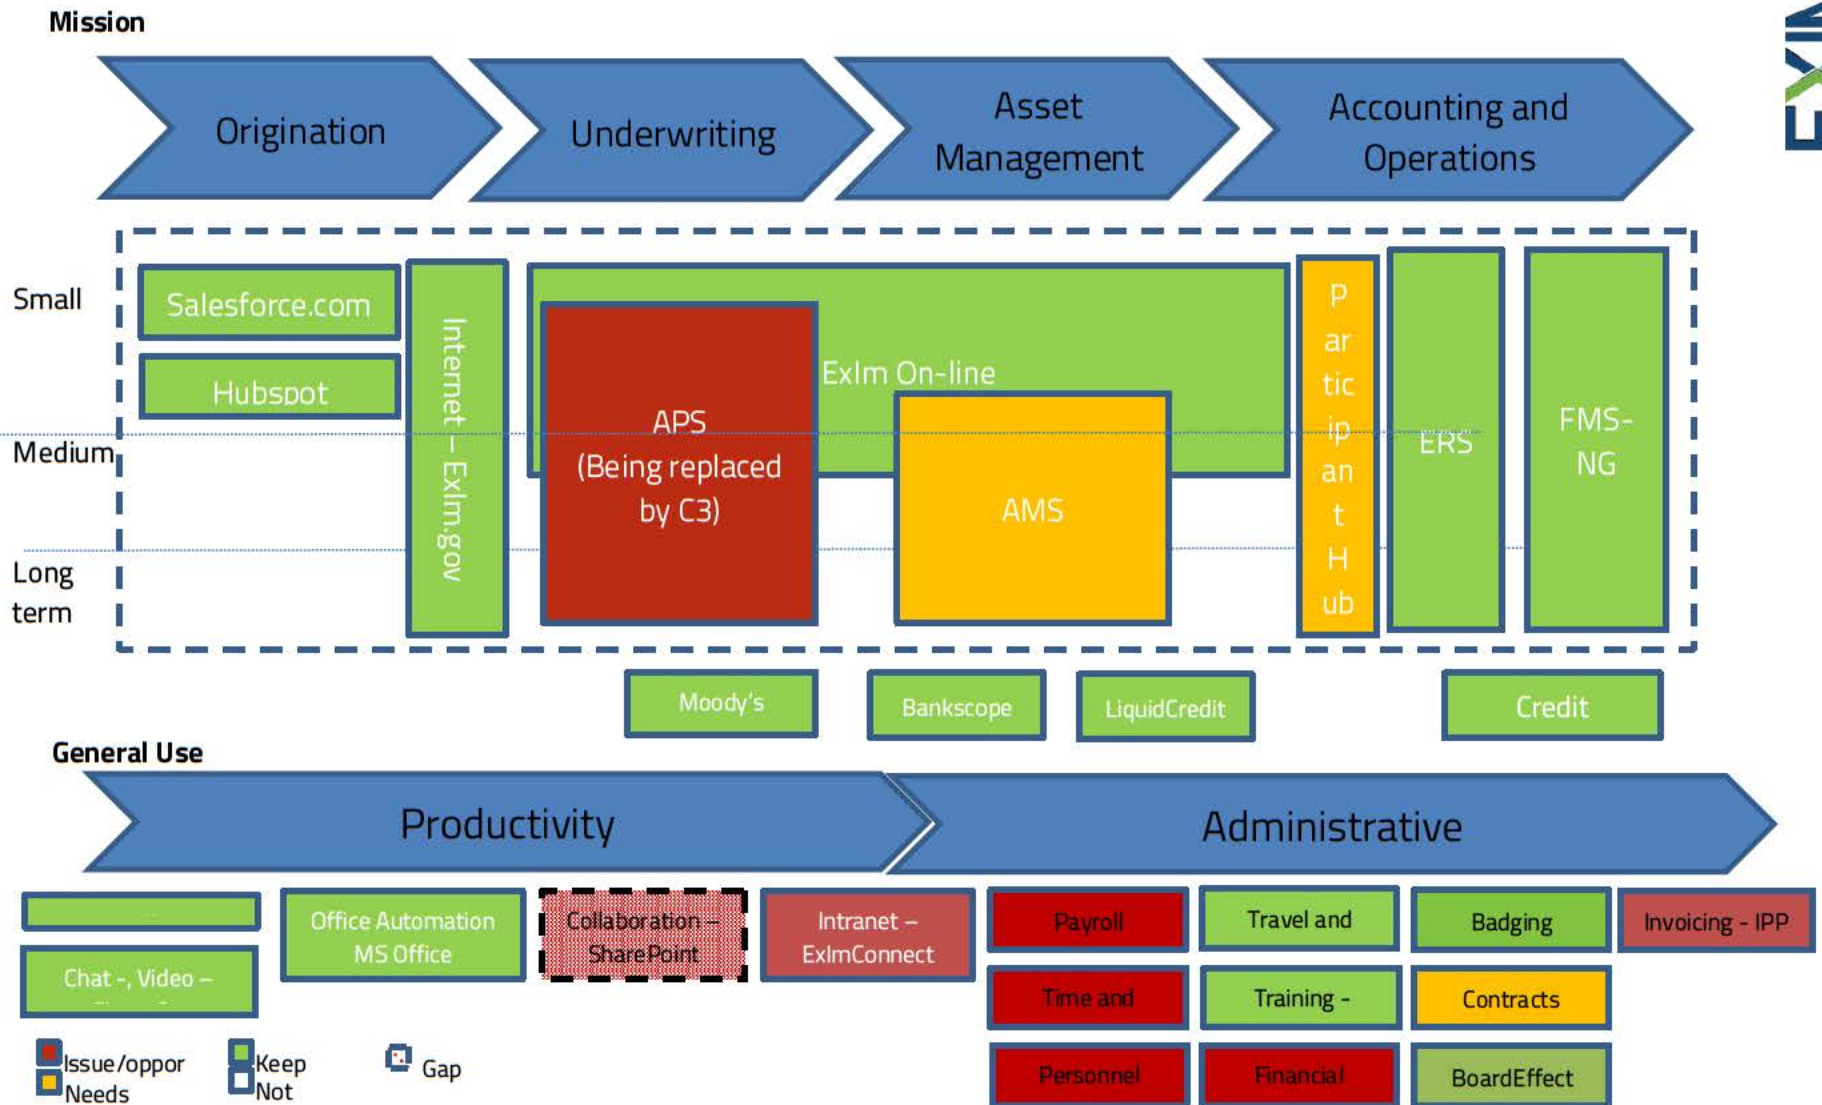 Mission
EXIM
Origination
Underwriting
Asset
Management
Accounting and
Operations
Small
Medium
Long
term
Salesforce.com
Hubspot
Internet – ExIm.gov
ExIm On-line
APS
(Being replaced
by C3)
AMS
P
ar
tic
ip
an
t
H
ub
ERS
FMS-
NG
Moody's
Bankscope
LiquidCredit
Credit
General Use
Productivity
Administrative
Chat -, Video –
Office Automation
MS Office
Collaboration –
SharePoint
Intranet –
ExImConnect
Payroll
Travel and
Badging
Invoicing - IPP
Time and
Training -
Contracts
Personnel
Financial
BoardEffect
Issue/oppor
Needs
Keep
Not
Gap